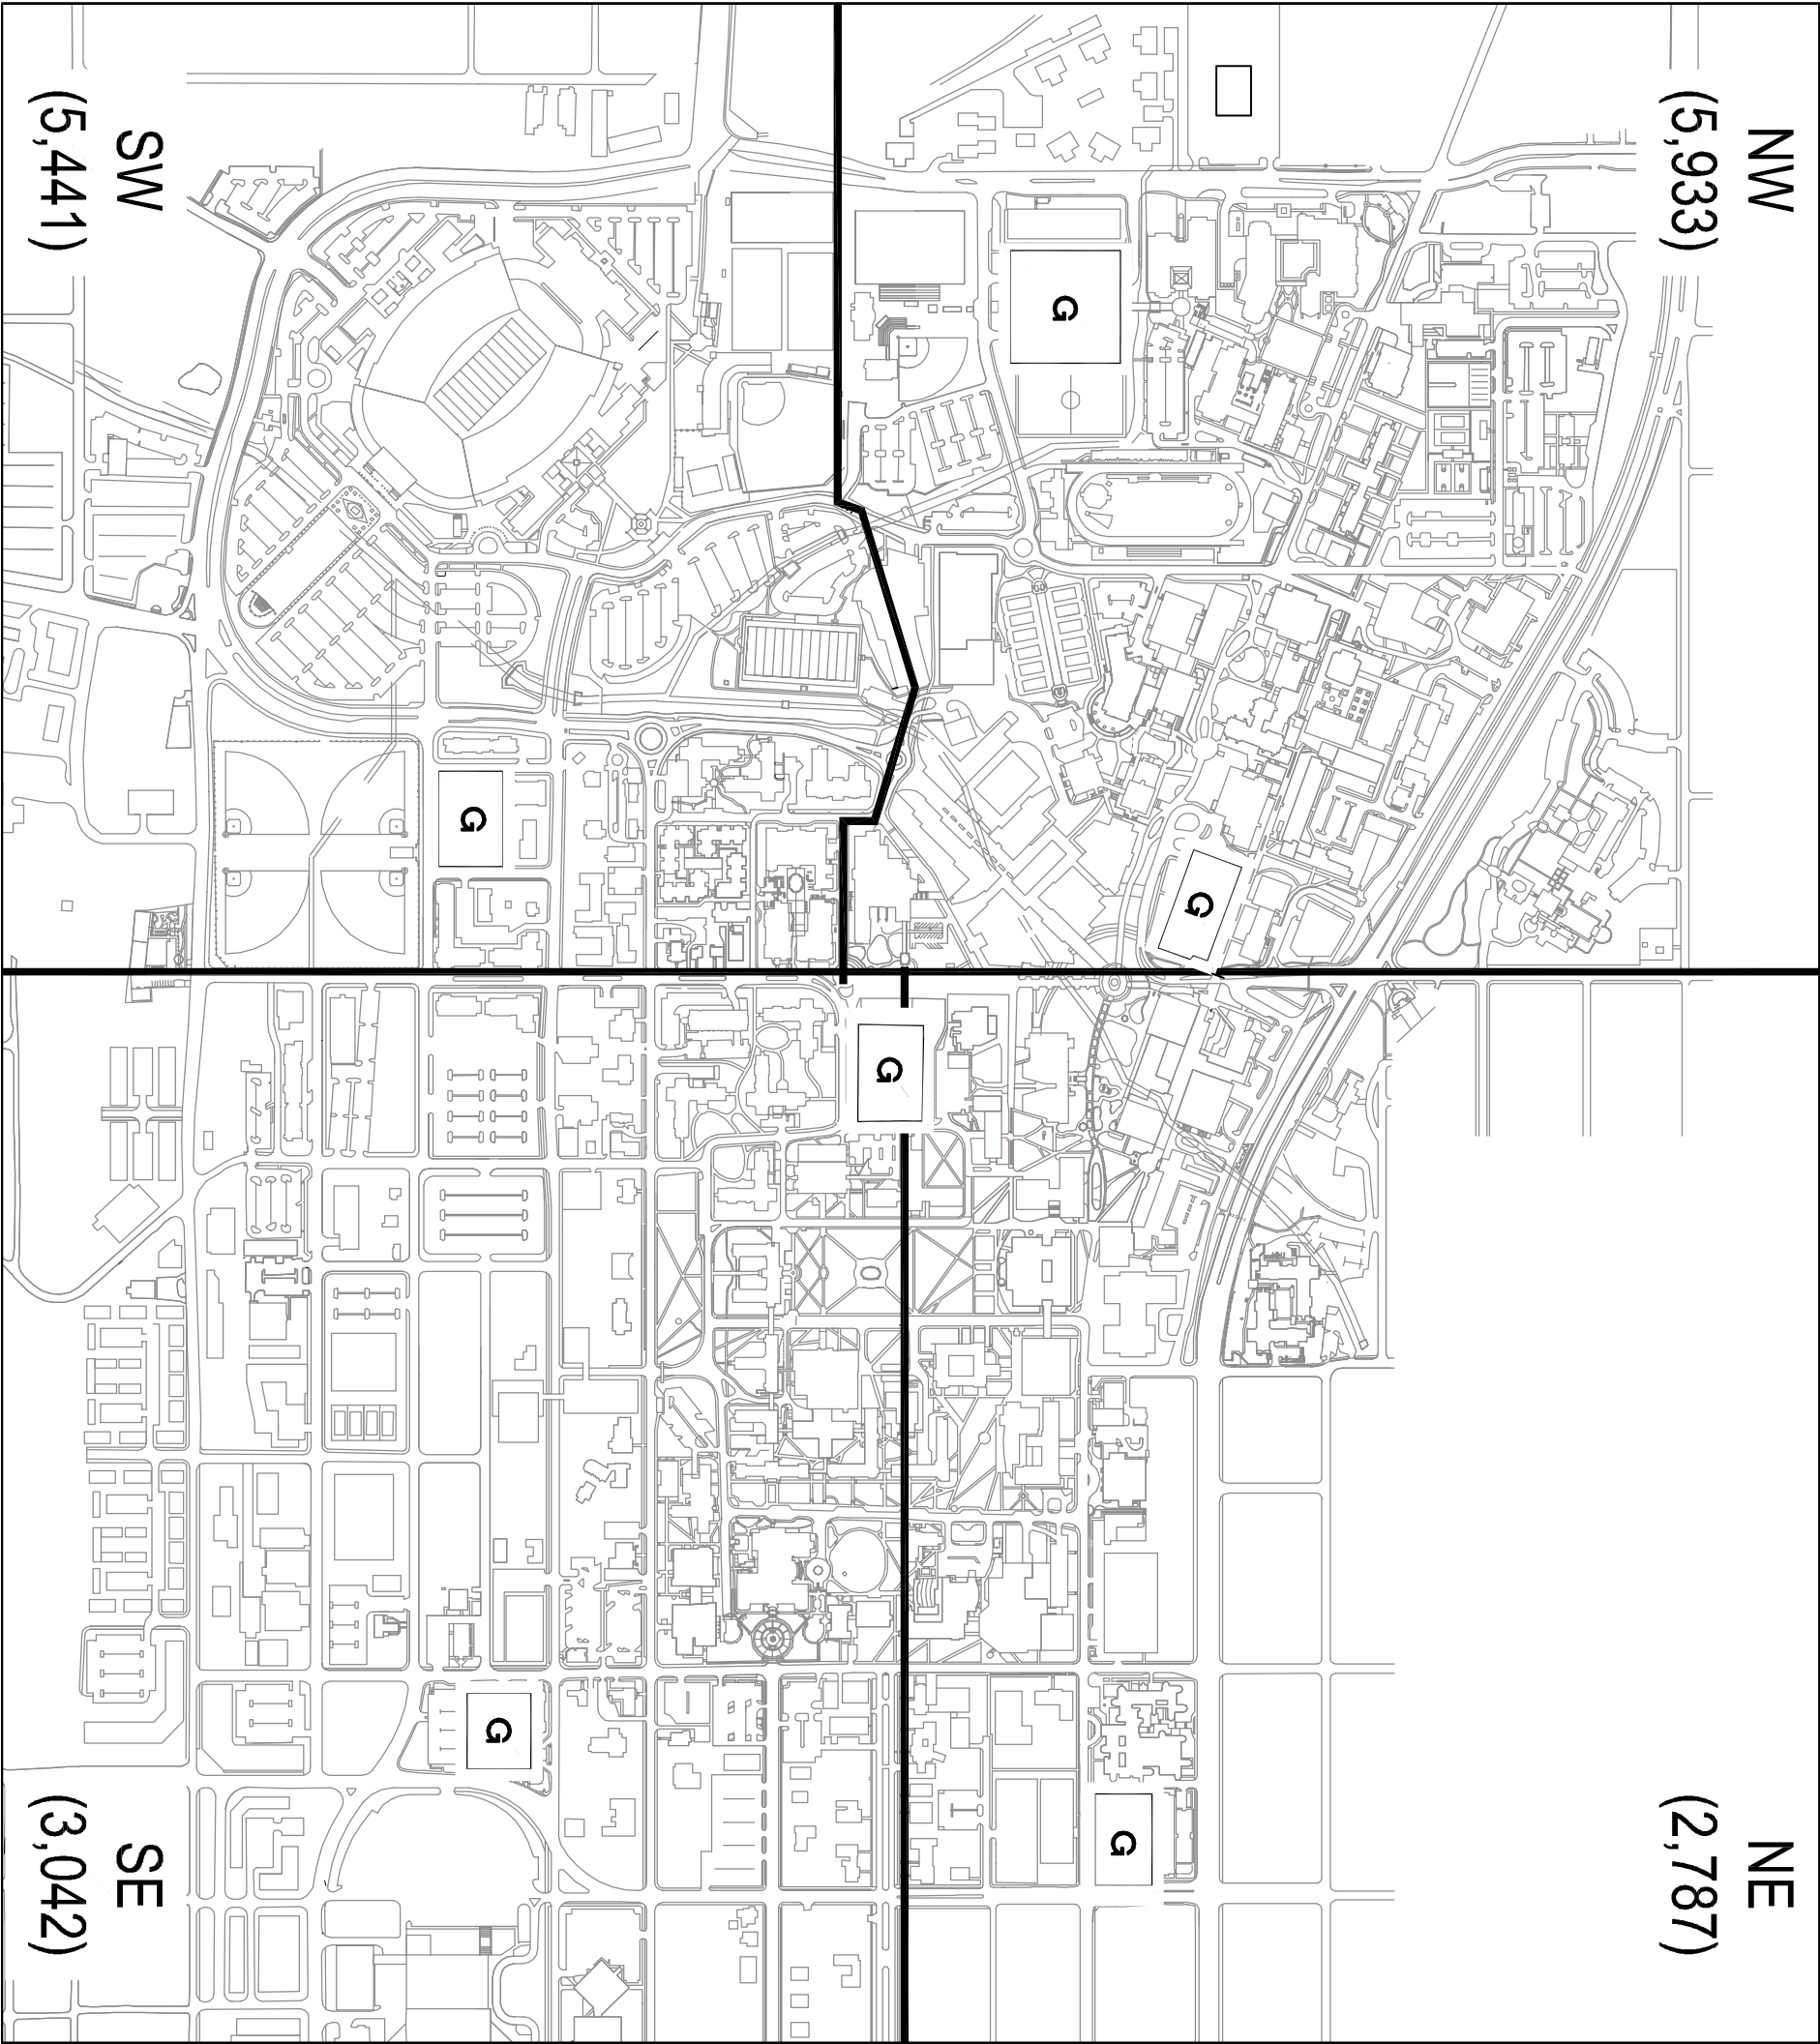 NW
(5,933)
NE
(2,787)
G
G
G
G
G
G
SW
(5,441)
SE
(3,042)